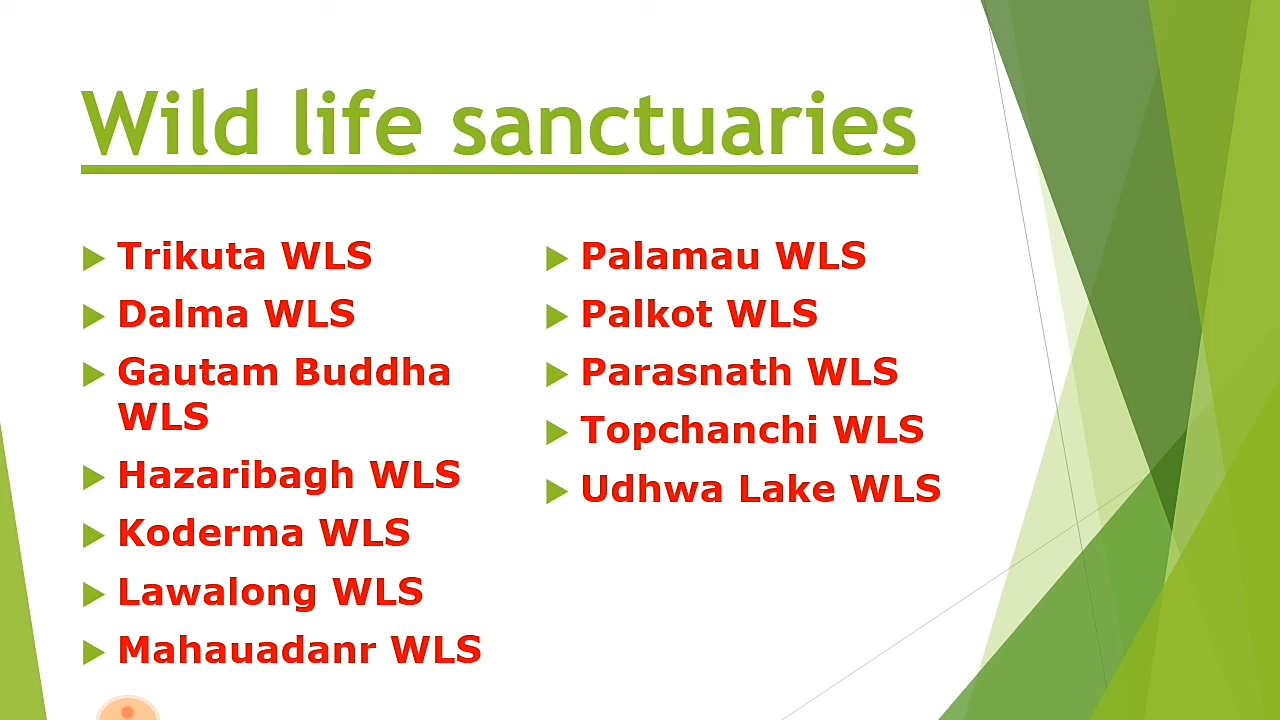 Wild life sanctuaries
Trikuta WLS
Dalma WLS
Gautam Buddha
WLS
Hazaribagh WLS
Koderma WLS
Lawalong WLS
Mahauadanr WLS
Palamau WLS
Palkot WLS
Parasnath WLS
Topchanchi WLS
Udhwa Lake WLS